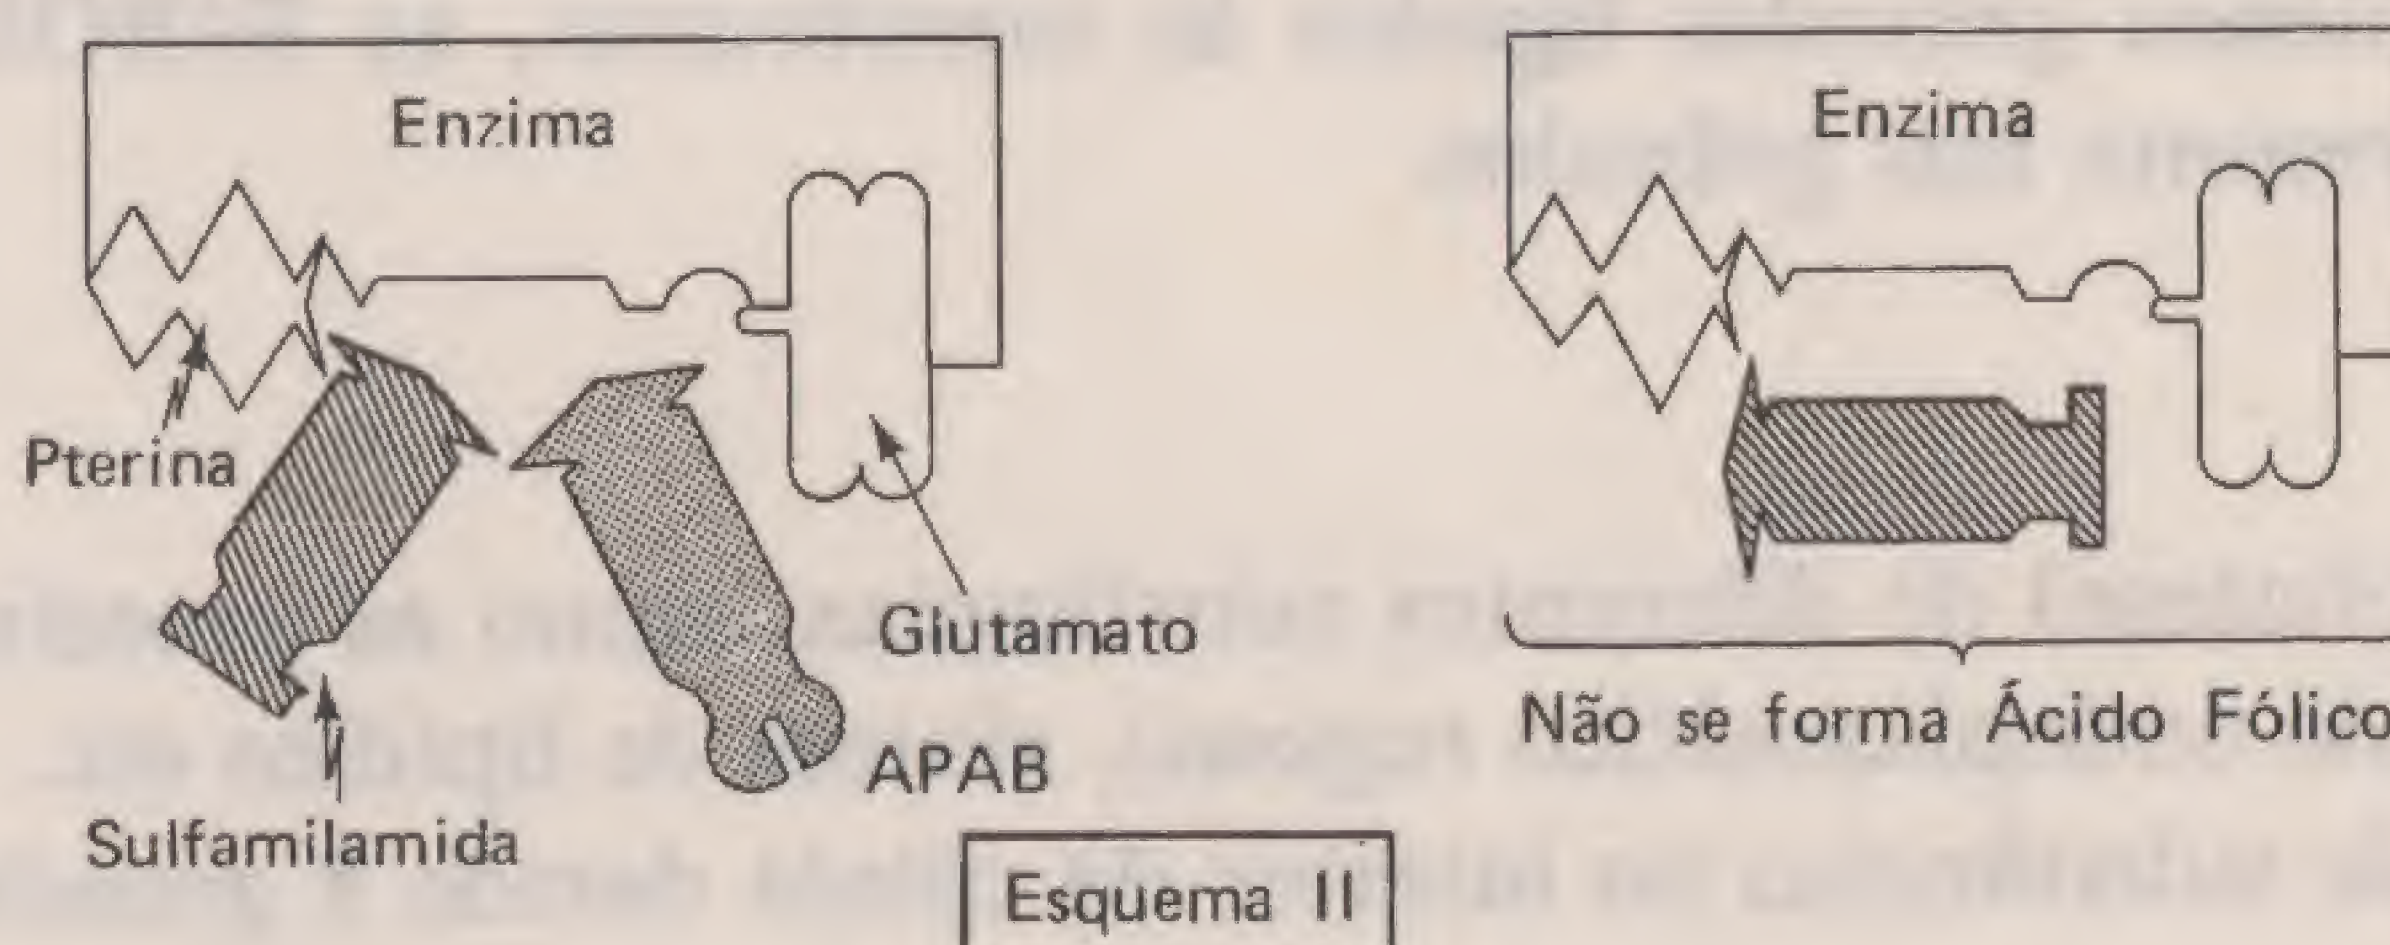 Enzima
Enzima
Pterina
Glutamato
APAB
Sulfamilamida
Não se forma Ácido Fólico
Esquema II